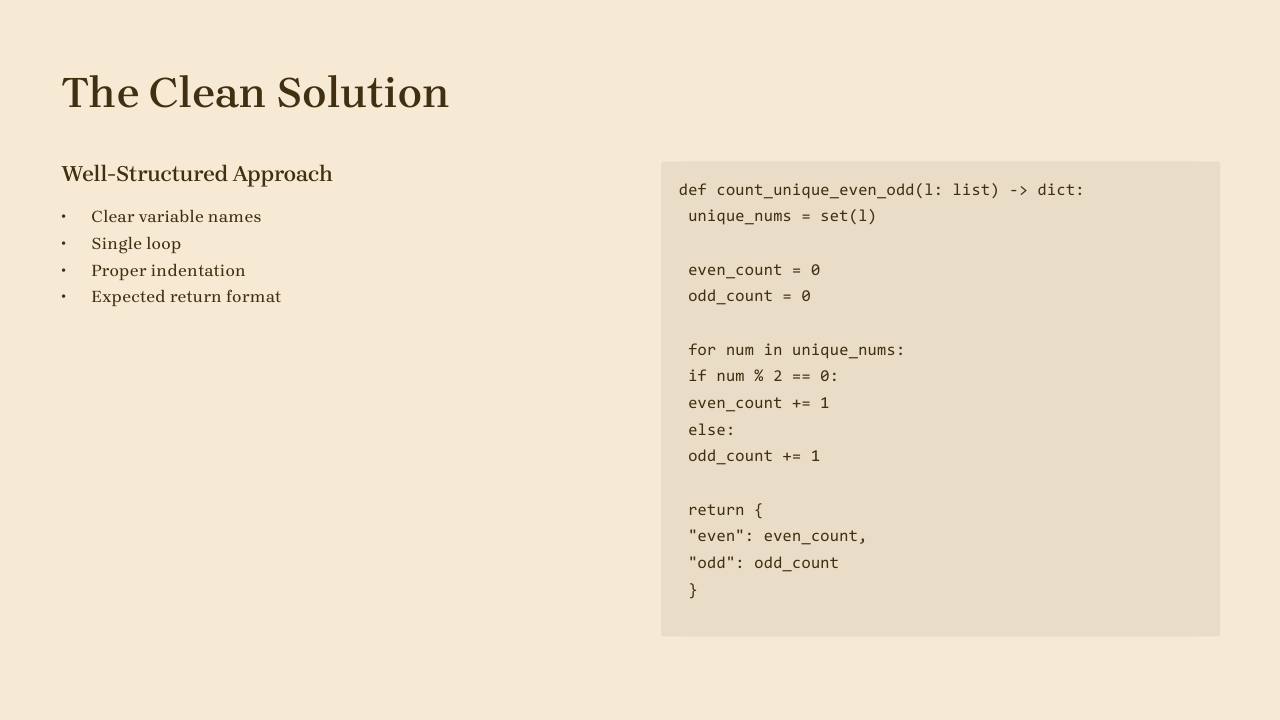 The Clean Solution
Well-Structured Approach
• Clear variable names
• Single loop
• Proper indentation
• Expected return format
def count_unique_even_odd(l: list) -> dict:
 unique_nums = set(l)

 even_count = 0
 odd_count = 0

 for num in unique_nums:
 if num % 2 == 0:
 even_count += 1
 else:
 odd_count += 1

 return {
 "even": even_count,
 "odd": odd_count
 }